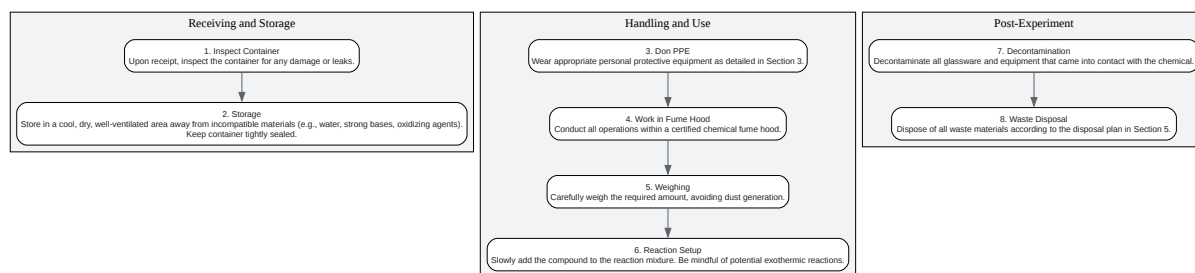 Receiving and Storage
1. Inspect Container
Upon receipt, inspect the container for any damage or leaks.
2. Storage
Store in a cool, dry, well-ventilated area away from incompatible materials (e.g., water, strong bases, oxidizing agents).
Keep container tightly sealed.
Handling and Use
3. Don PPE
Wear appropriate personal protective equipment as detailed in Section 3.
4. Work in Fume Hood
Conduct all operations within a certified chemical fume hood.
5. Weighing
Carefully weigh the required amount, avoiding dust generation.
6. Reaction Setup
Slowly add the compound to the reaction mixture. Be mindful of potential exothermic reactions.
Post-Experiment
7. Decontamination
Decontaminate all glassware and equipment that came into contact with the chemical.
8. Waste Disposal
Dispose of all waste materials according to the disposal plan in Section 5.